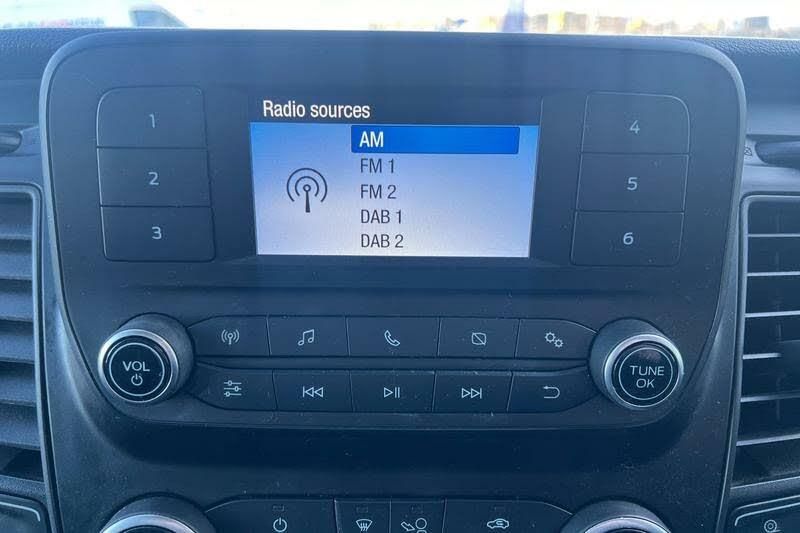 Radio sources
AM
FM 1
FM 2
DAB 1
DAB 2
1
2
3
4
5
6
VOL
TUNE
OK